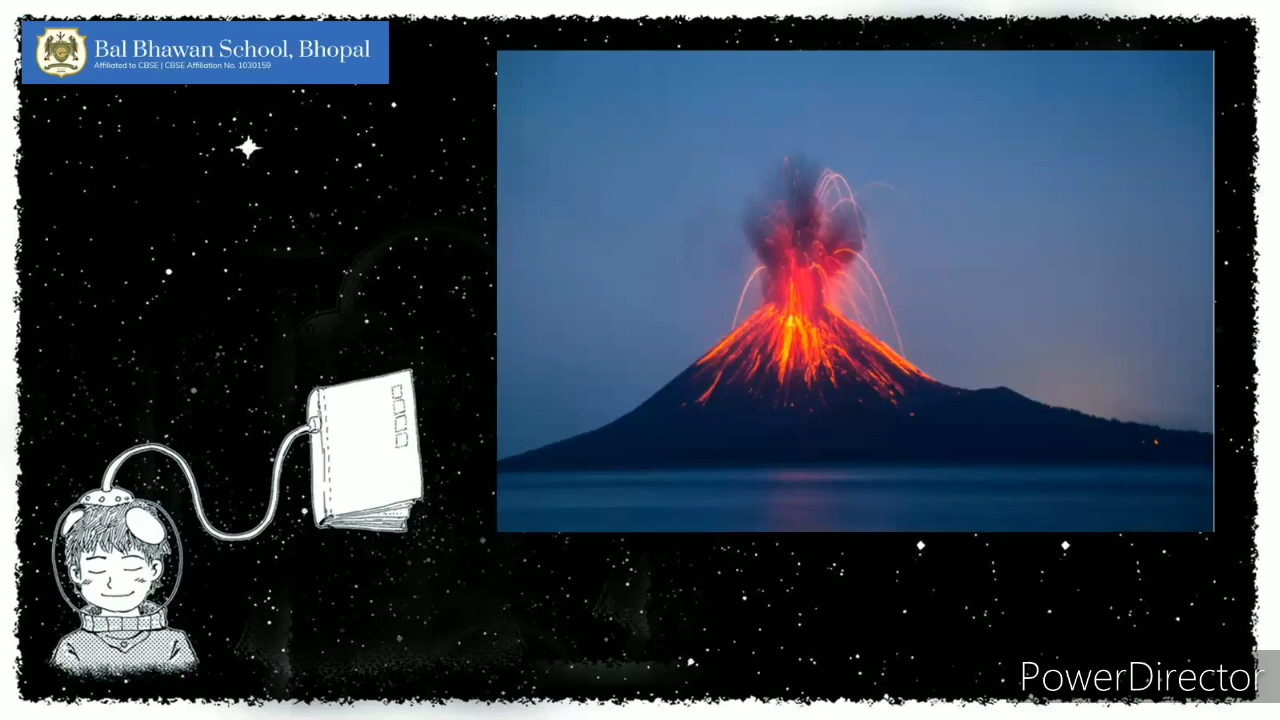 Bal Bhawan School, Bhopal
Affiliated to CBSE | CBSE Affiliation No. 1030159
PowerDirector